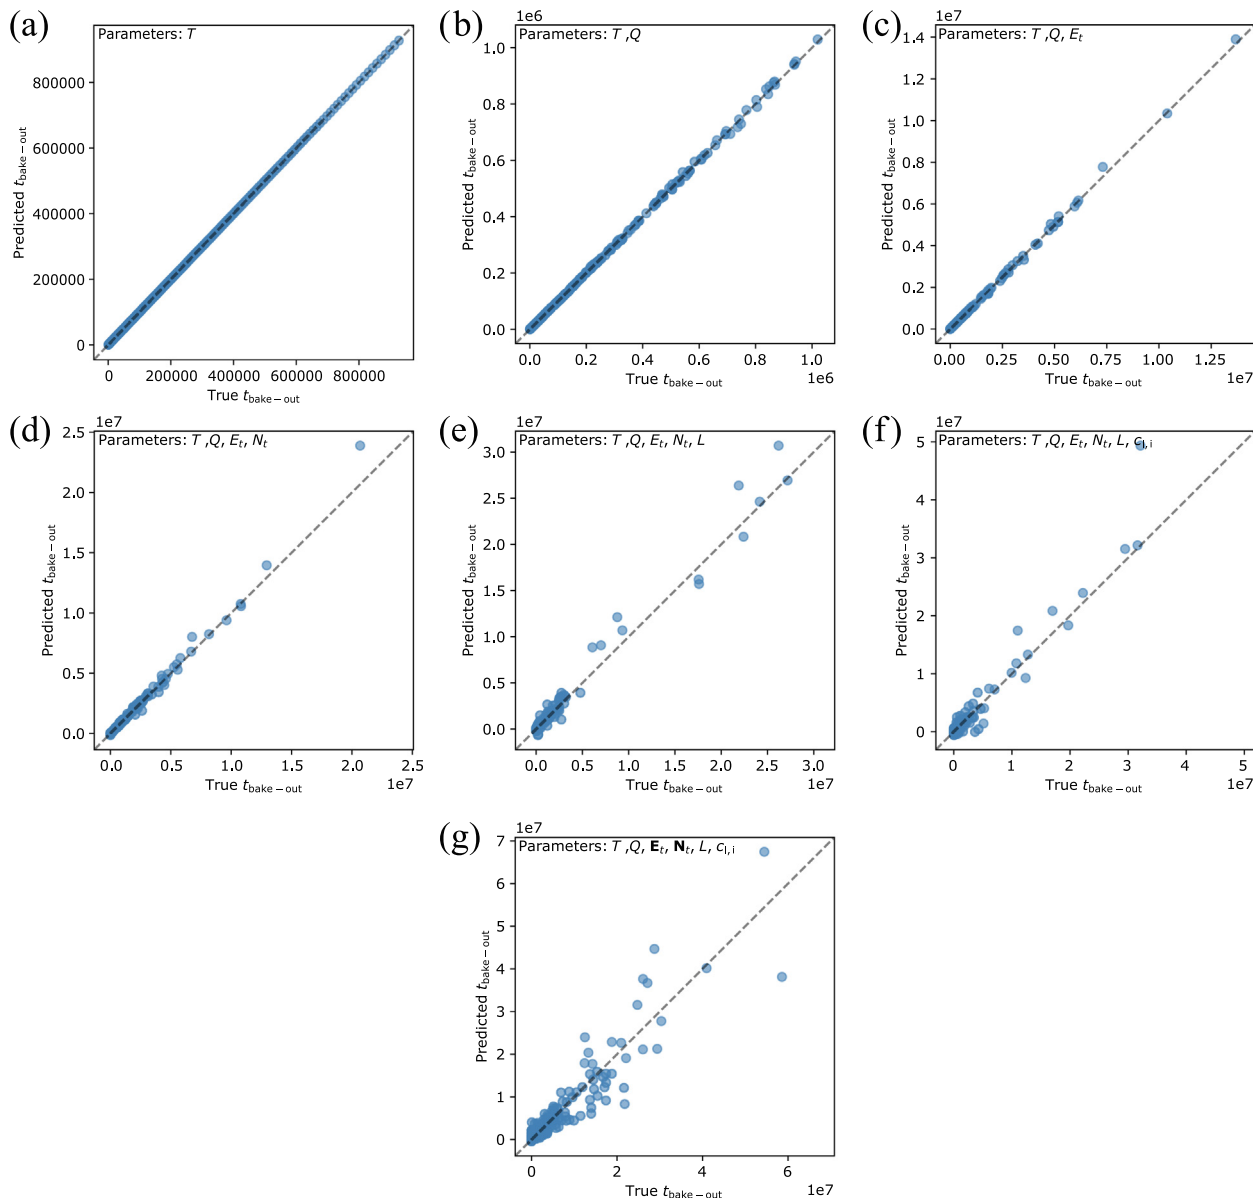 (a)
Parameters: T
Predicted t_bake−out
800000
600000
400000
200000
0
0 200000 400000 600000 800000
True t_bake−out
(b)
1e6
Parameters: T ,Q
Predicted t_bake−out
1.0
0.8
0.6
0.4
0.2
0.0
0.0 0.2 0.4 0.6 0.8 1.0
True t_bake−out
1e6
(c)
1e7
Parameters: T ,Q, E_t
Predicted t_bake−out
1.4
1.2
1.0
0.8
0.6
0.4
0.2
0.0
0.00 0.25 0.50 0.75 1.00 1.25
True t_bake−out
1e7
(d)
1e7
Parameters: T ,Q, E_t, N_t
Predicted t_bake−out
2.5
2.0
1.5
1.0
0.5
0.0
0.0 0.5 1.0 1.5 2.0 2.5
True t_bake−out
1e7
(e)
1e7
Parameters: T ,Q, E_t, N_t, L
Predicted t_bake−out
3.0
2.5
2.0
1.5
1.0
0.5
0.0
0.0 0.5 1.0 1.5 2.0 2.5 3.0
True t_bake−out
1e7
(f)
1e7
Parameters: T ,Q, E_t, N_t, L, c_l,i
Predicted t_bake−out
5
4
3
2
1
0
0 1 2 3 4 5
True t_bake−out
1e7
(g)
1e7
Parameters: T ,Q, E_t, N_t, L, c_l,i
Predicted t_bake−out
7
6
5
4
3
2
1
0
0 2 4 6
True t_bake−out
1e7